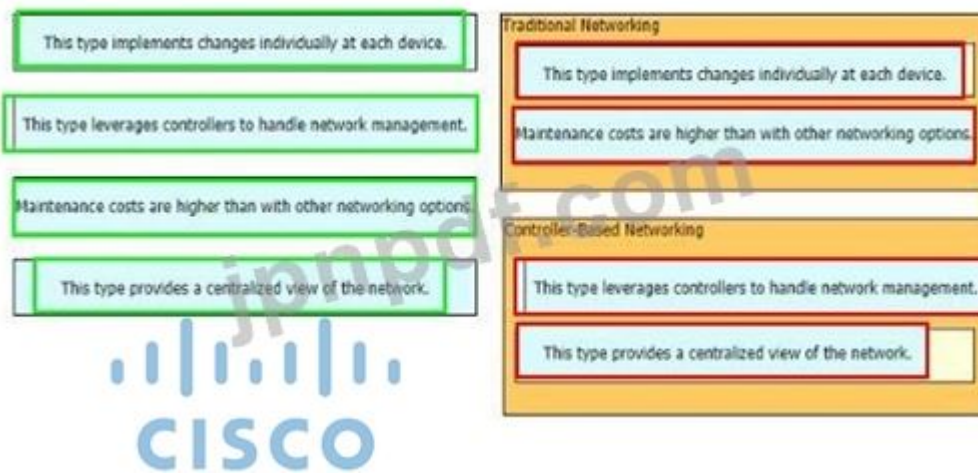 This type implements changes individually at each device.
This type leverages controllers to handle network management.
Maintenance costs are higher than with other networking options.
This type provides a centralized view of the network.
Traditional Networking
This type implements changes individually at each device.
Maintenance costs are higher than with other networking options.
Controller-Based Networking
This type leverages controllers to handle network management.
This type provides a centralized view of the network.
jpnpdf.com
CISCO